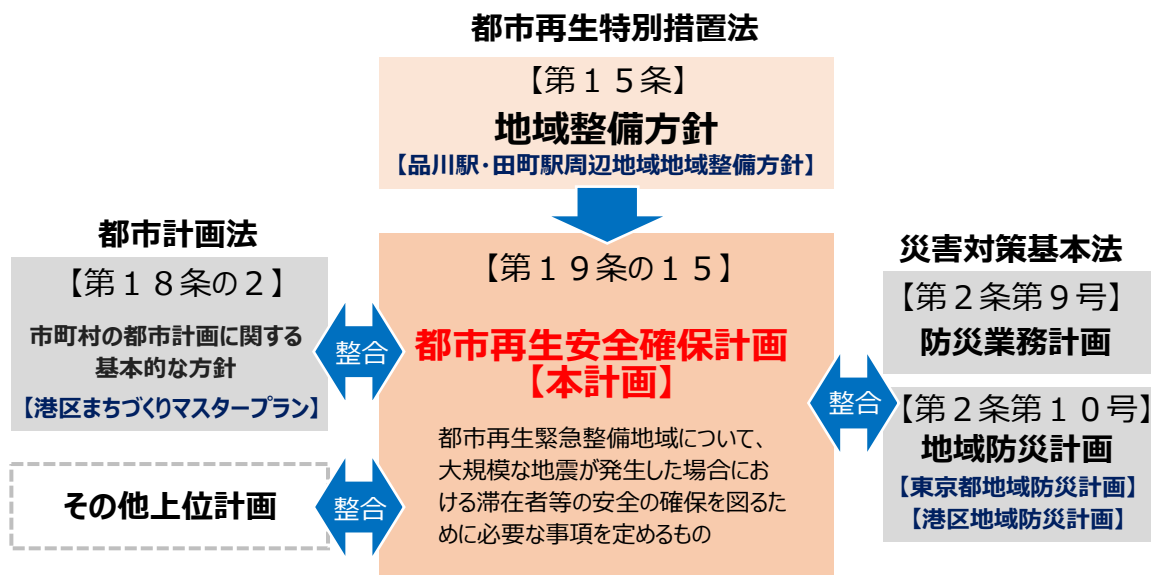 都市再生特別措置法
【第１５条】
地域整備方針
【品川駅・田町駅周辺地域地域整備方針】
都市計画法
【第１８条の２】
市町村の都市計画に関する
基本的な方針
【港区まちづくりマスタープラン】
整合
その他上位計画
整合
【第１９条の１５】
都市再生安全確保計画
【本計画】
都市再生緊急整備地域について、
大規模な地震が発生した場合にお
ける滞在者等の安全の確保を図るた
めに必要な事項を定めるもの
整合
災害対策基本法
【第２条第９号】
防災業務計画
【第２条第１０号】
地域防災計画
【東京都地域防災計画】
【港区地域防災計画】